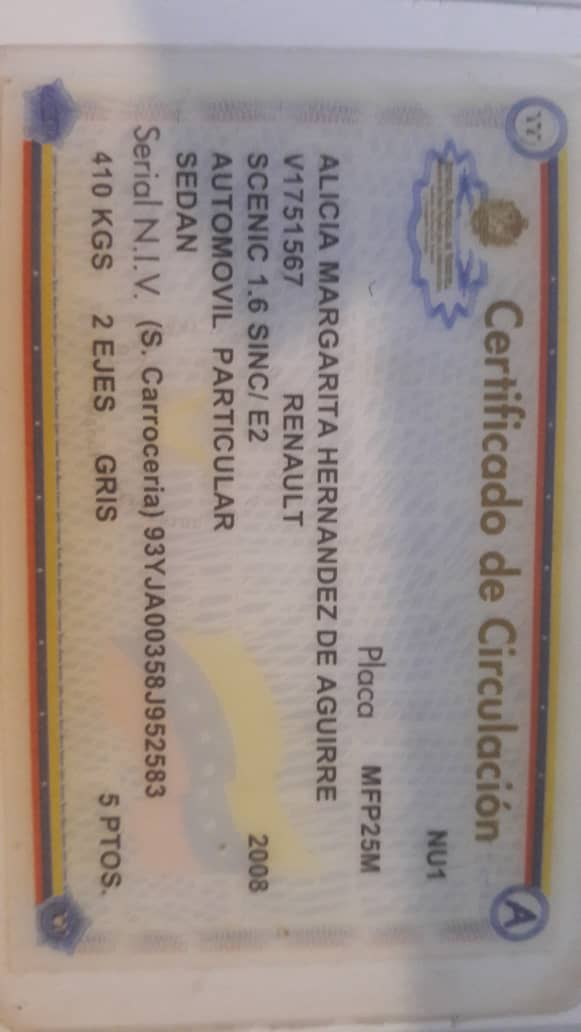 Certificado de Circulación
A
NU1
Placa MFP25M
ALICIA MARGARITA HERNANDEZ DE AGUIRRE
V1751567 RENAULT
SCENIC 1.6 SINC/ E2 2008
AUTOMOVIL PARTICULAR
SEDAN
Serial N.I.V. (S. Carroceria) 93YJA00358J952583
410 KGS 2 EJES GRIS 5 PTOS.